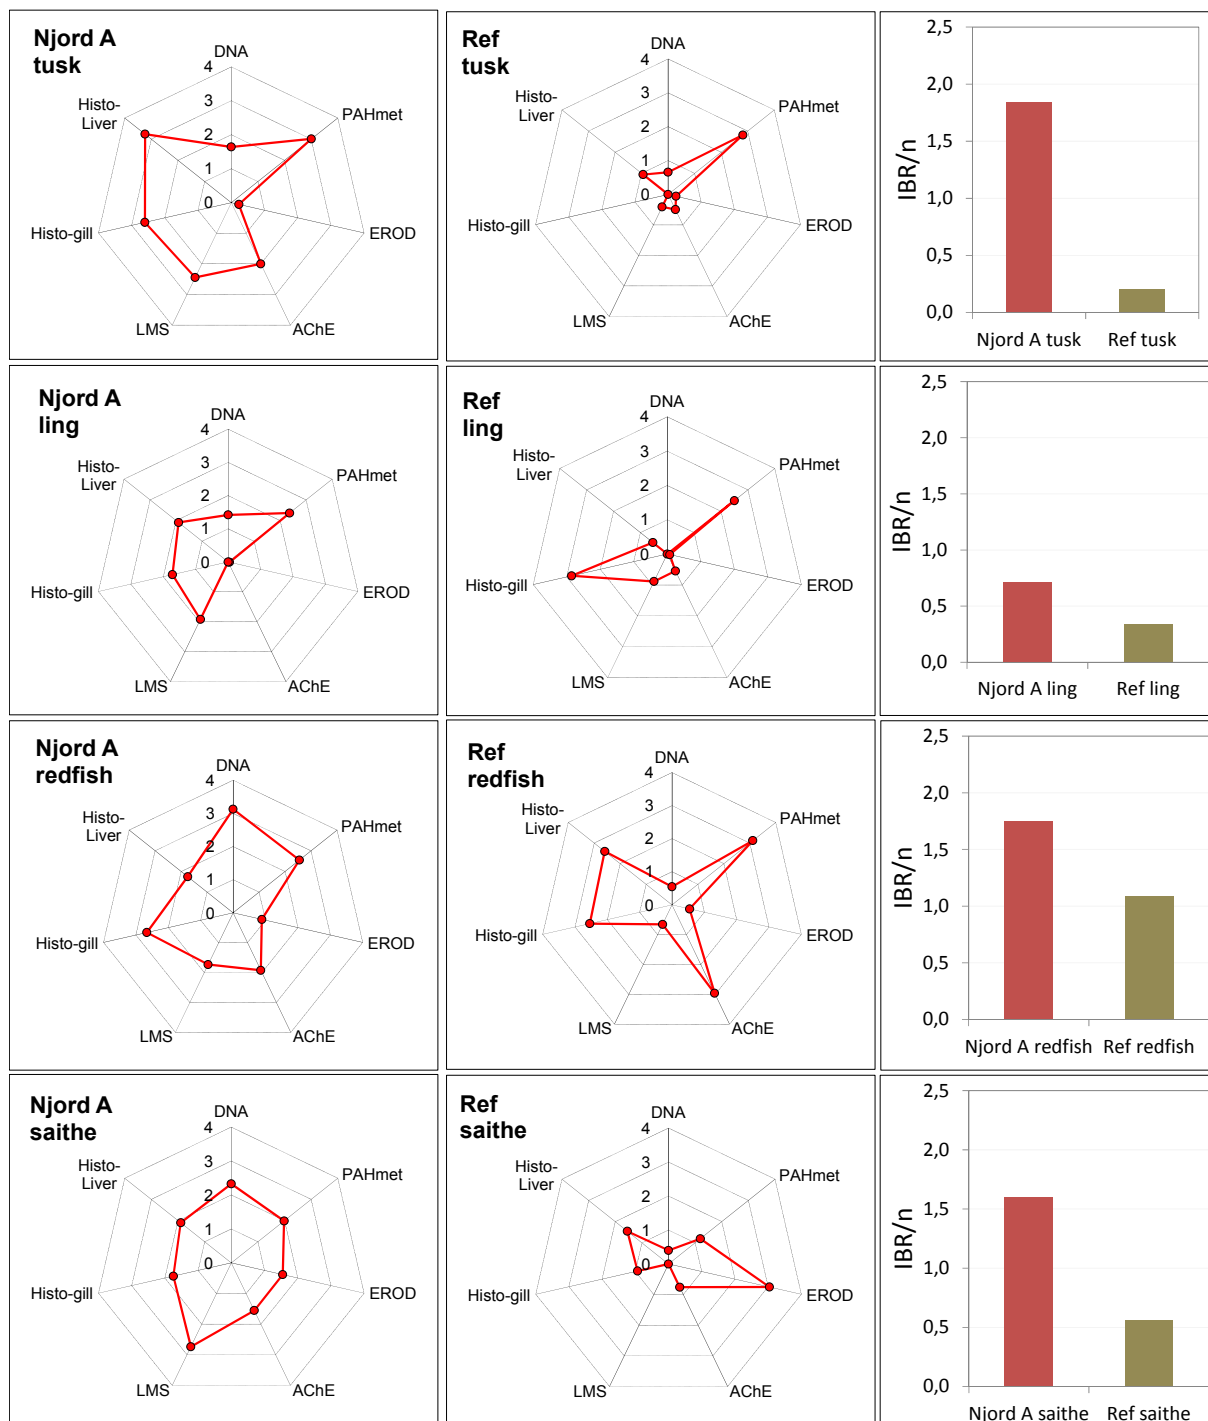 Njord A
tusk
DNA
4
3
2
1
0
PAHmet
EROD
AChE
LMS
Histo-gill
Histo-
Liver
Ref
tusk
DNA
4
3
2
1
0
PAHmet
EROD
AChE
LMS
Histo-gill
Histo-
Liver
IBR/n
2,5
2,0
1,5
1,0
0,5
0,0
Njord A tusk Ref tusk
Njord A
ling
DNA
4
3
2
1
0
PAHmet
EROD
AChE
LMS
Histo-gill
Histo-
Liver
Ref
ling
DNA
4
3
2
1
0
PAHmet
EROD
AChE
LMS
Histo-gill
Histo-
Liver
IBR/n
2,5
2,0
1,5
1,0
0,5
0,0
Njord A ling Ref ling
Njord A
redfish
DNA
4
3
2
1
0
PAHmet
EROD
AChE
LMS
Histo-gill
Histo-
Liver
Ref
redfish
DNA
4
3
2
1
0
PAHmet
EROD
AChE
LMS
Histo-gill
Histo-
Liver
IBR/n
2,5
2,0
1,5
1,0
0,5
0,0
Njord A redfish Ref redfish
Njord A
saithe
DNA
4
3
2
1
0
PAHmet
EROD
AChE
LMS
Histo-gill
Histo-
Liver
Ref
saithe
DNA
4
3
2
1
0
PAHmet
EROD
AChE
LMS
Histo-gill
Histo-
Liver
IBR/n
2,5
2,0
1,5
1,0
0,5
0,0
Njord A saithe Ref saithe